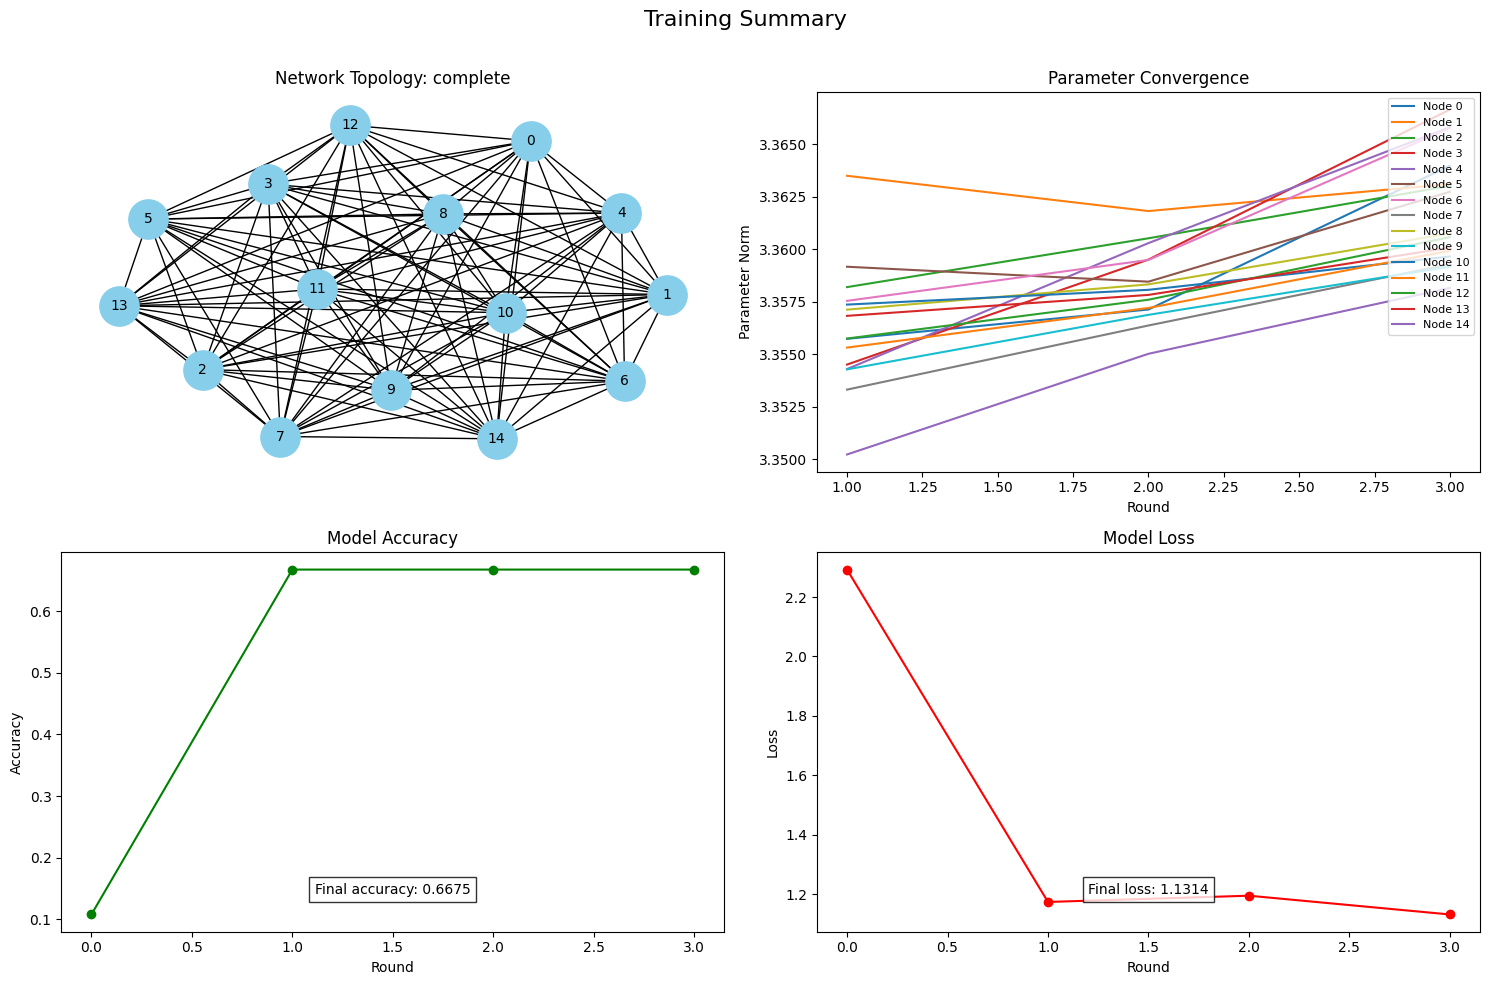 Training Summary
Network Topology: complete
12
0
3
8
4
5
11
1
13
10
2
9
6
7
14
Parameter Convergence
Parameter Norm
3.3650
3.3625
3.3600
3.3575
3.3550
3.3525
3.3500
Node 0
Node 1
Node 2
Node 3
Node 4
Node 5
Node 6
Node 7
Node 8
Node 9
Node 10
Node 11
Node 12
Node 13
Node 14
1.00 1.25 1.50 1.75 2.00 2.25 2.50 2.75 3.00
Round
Model Accuracy
Accuracy
0.6
0.5
0.4
0.3
0.2
0.1
Final accuracy: 0.6675
0.0 0.5 1.0 1.5 2.0 2.5 3.0
Round
Model Loss
Loss
2.2
2.0
1.8
1.6
1.4
1.2
Final loss: 1.1314
0.0 0.5 1.0 1.5 2.0 2.5 3.0
Round